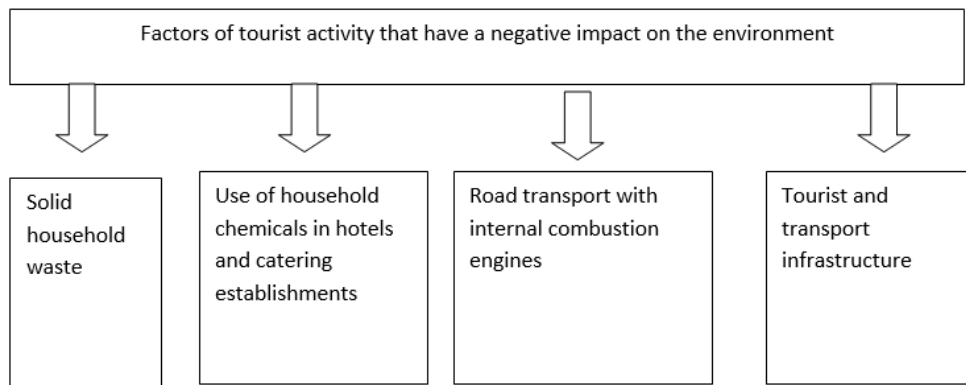 Factors of tourist activity that have a negative impact on the environment
Solid
household
waste
Use of household
chemicals in hotels
and catering
establishments
Road transport with
internal combustion
engines
Tourist and
transport
infrastructure